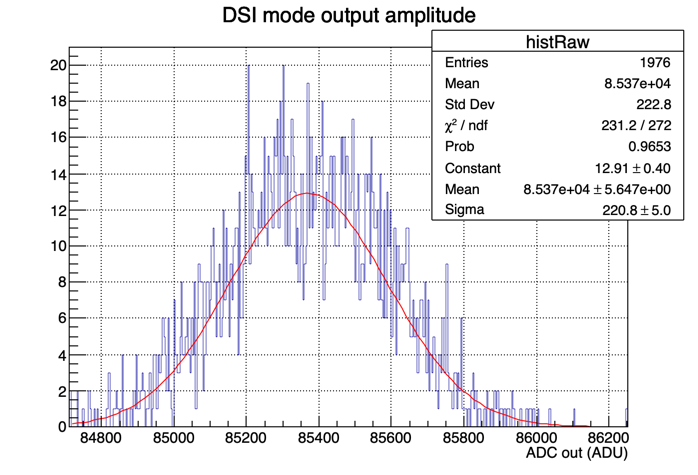 DSI mode output amplitude
histRaw
Entries 1976
Mean 8.537e+04
Std Dev 222.8
χ² / ndf 231.2 / 272
Prob 0.9653
Constant 12.91 ± 0.40
Mean 8.537e+04 ± 5.647e+00
Sigma 220.8 ± 5.0
20
18
16
14
12
10
8
6
4
2
0
84800 85000 85200 85400 85600 85800 86000 86200
ADC out (ADU)